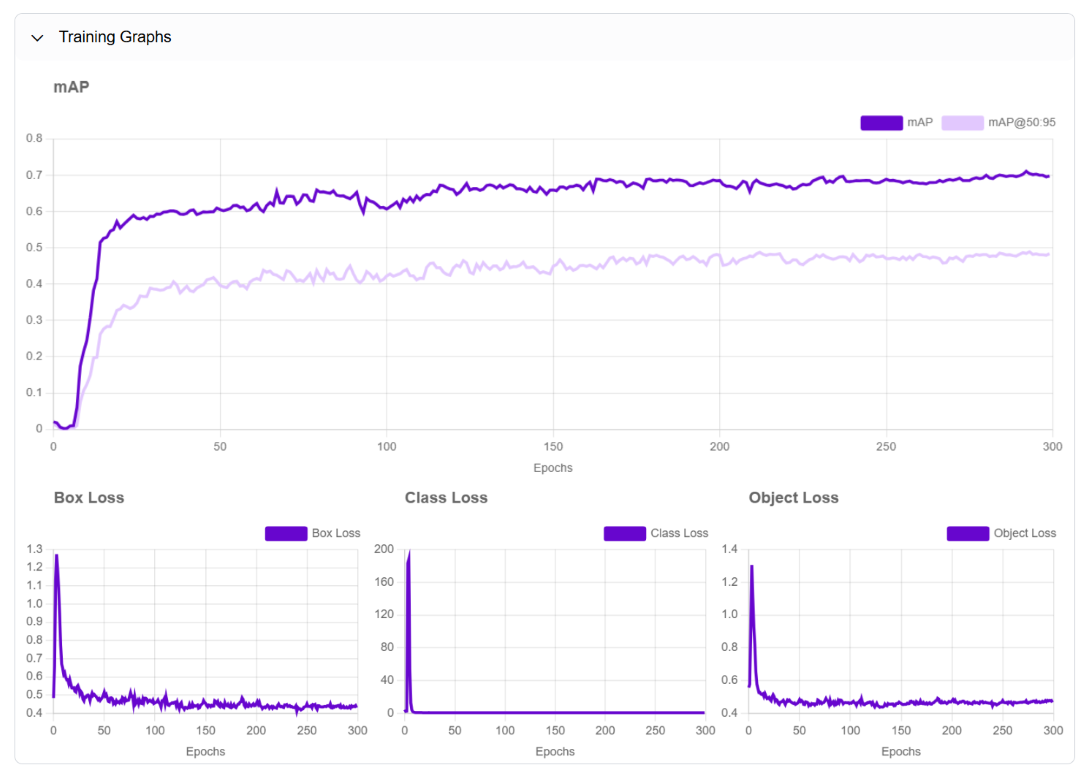 Training Graphs
mAP
mAP mAP@50:95
0.8
0.7
0.6
0.5
0.4
0.3
0.2
0.1
0
0 50 100 150 200 250 300
Epochs
Box Loss
Box Loss
1.3
1.2
1.1
1.0
0.9
0.8
0.7
0.6
0.5
0.4
0 50 100 150 200 250 300
Epochs
Class Loss
Class Loss
200
160
120
80
40
0
0 50 100 150 200 250 300
Epochs
Object Loss
Object Loss
1.4
1.2
1.0
0.8
0.6
0.4
0 50 100 150 200 250 300
Epochs